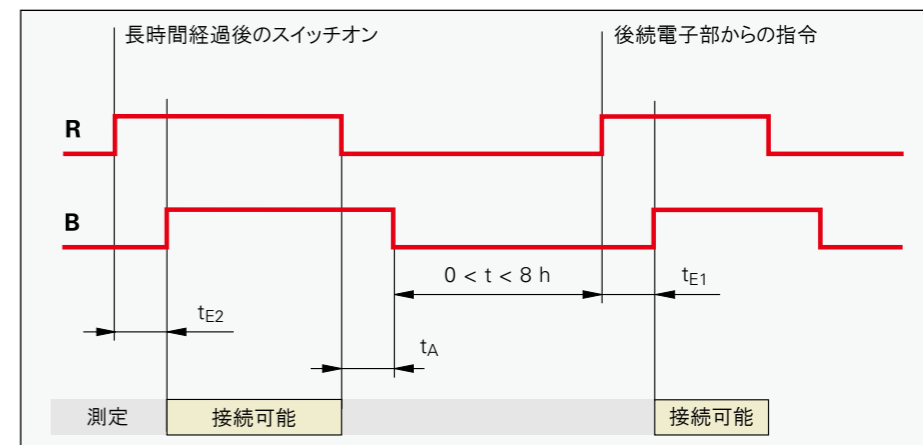 長時間経過後のスイッチオン
後続電子部からの指令
R
B
0 < t < 8 h
tE1
tE2
tA
測定
接続可能
接続可能